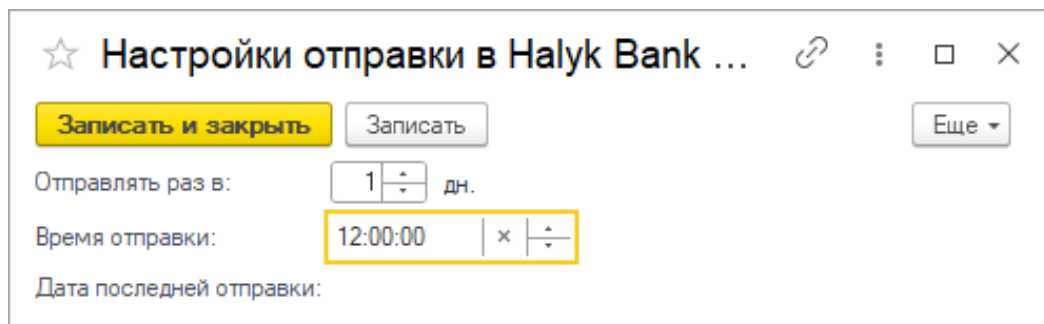 Настройки отправки в Halyk Bank ...
Записать и закрыть Записать Еще
Отправлять раз в: 1 дн.
Время отправки: 12:00:00
Дата последней отправки: